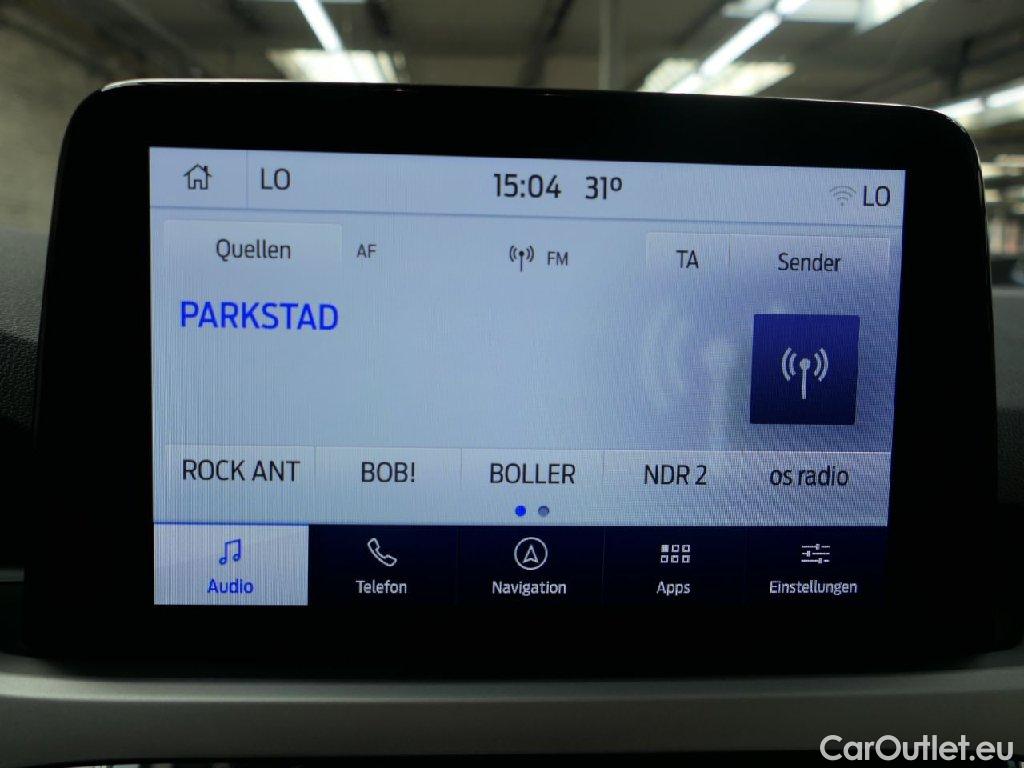 LO 15:04 31° LO
Quellen AF FM TA Sender
PARKSTAD
ROCK ANT BOB! BOLLER NDR 2 os radio
Audio Telefon Navigation Apps Einstellungen
CarOutlet.eu